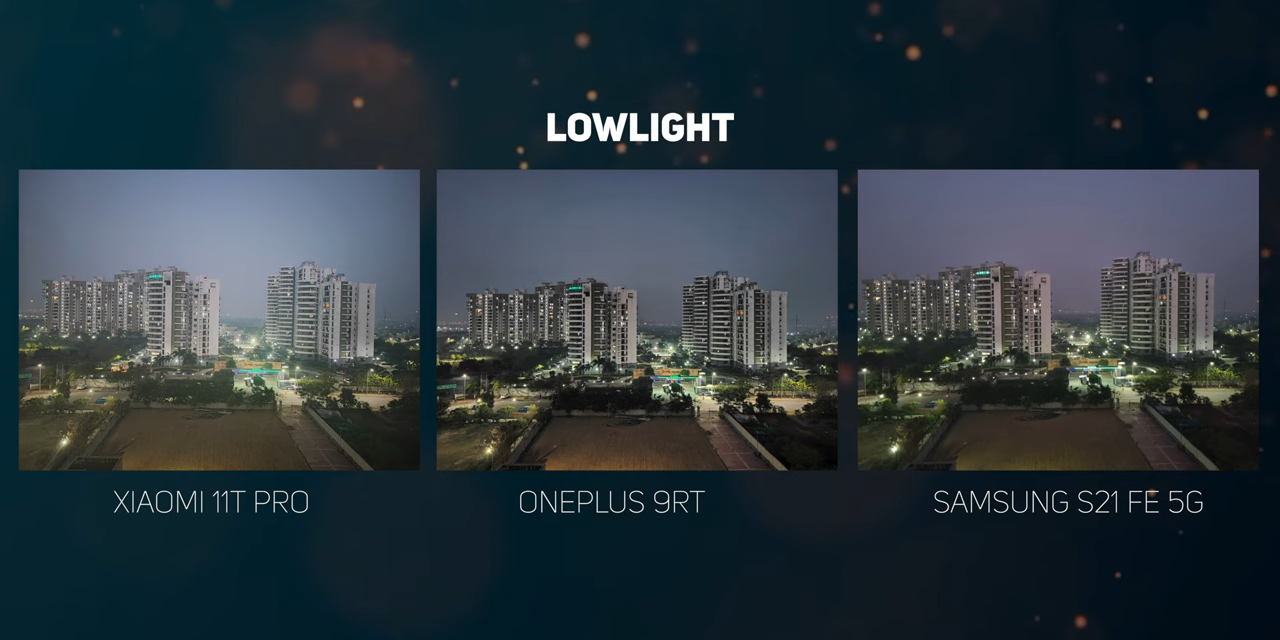 LOWLIGHT
XIAOMI 11T PRO
ONEPLUS 9RT
SAMSUNG S21 FE 5G